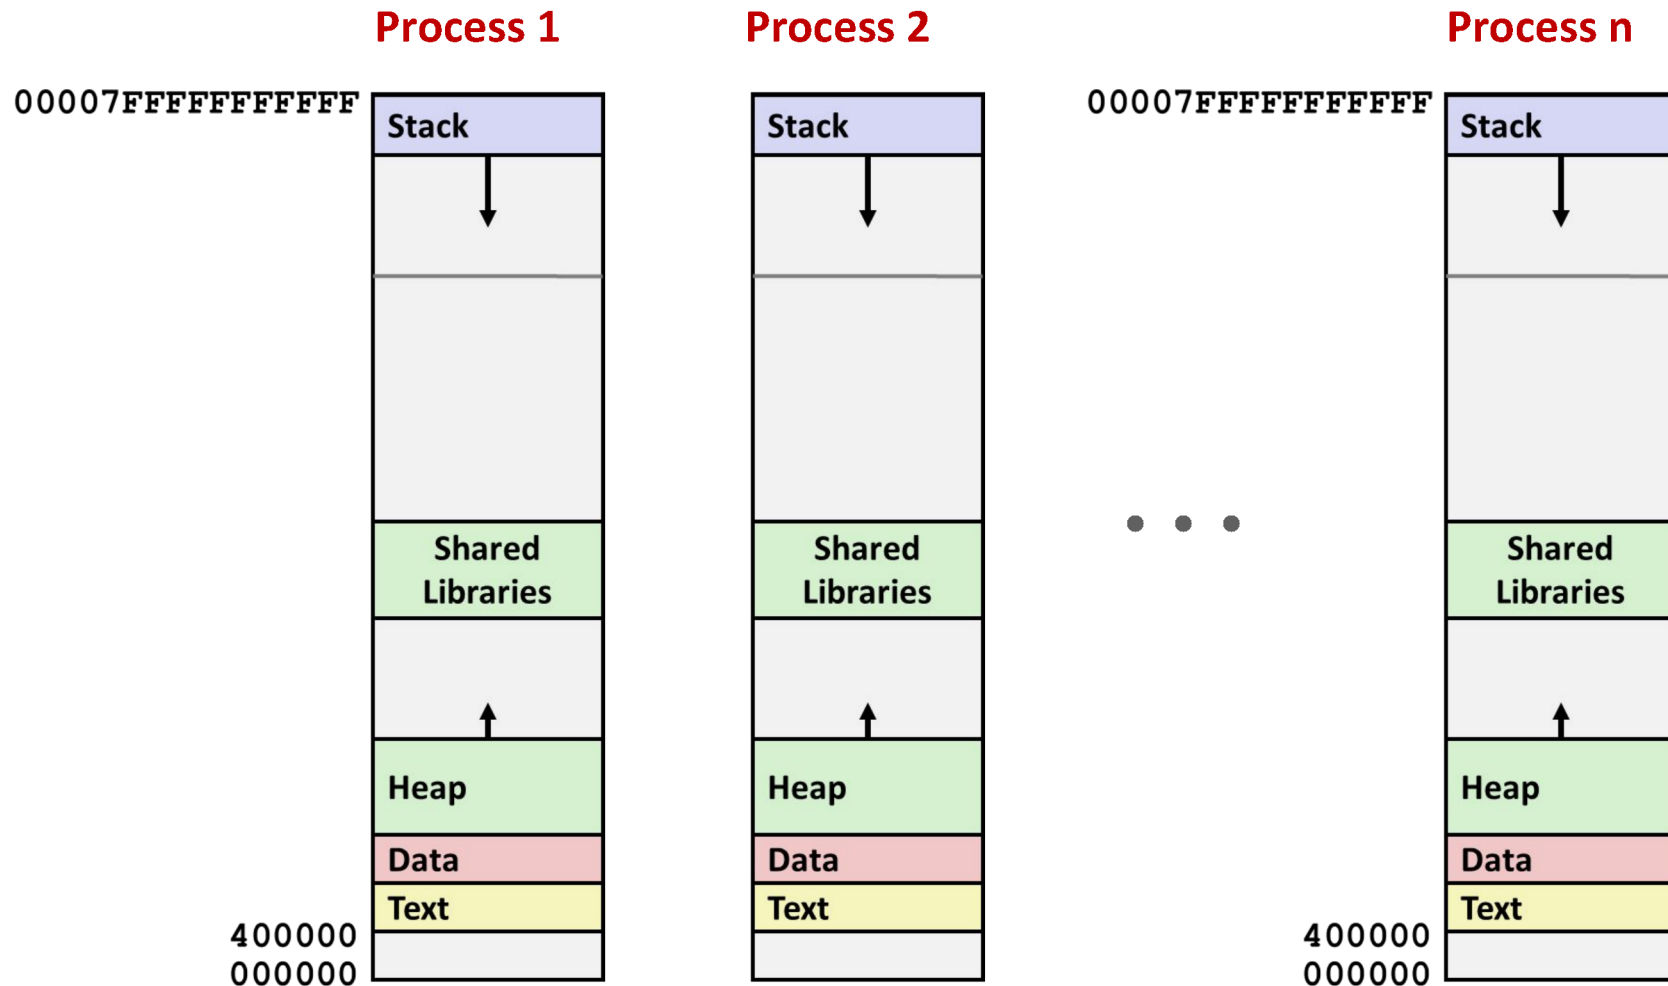 Process 1
Process 2
Process n
00007FFFFFFFFFFF
Stack
Shared
Libraries
Heap
Data
Text
400000
000000
Stack
Shared
Libraries
Heap
Data
Text
• • •
00007FFFFFFFFFFF
Stack
Shared
Libraries
Heap
Data
Text
400000
000000